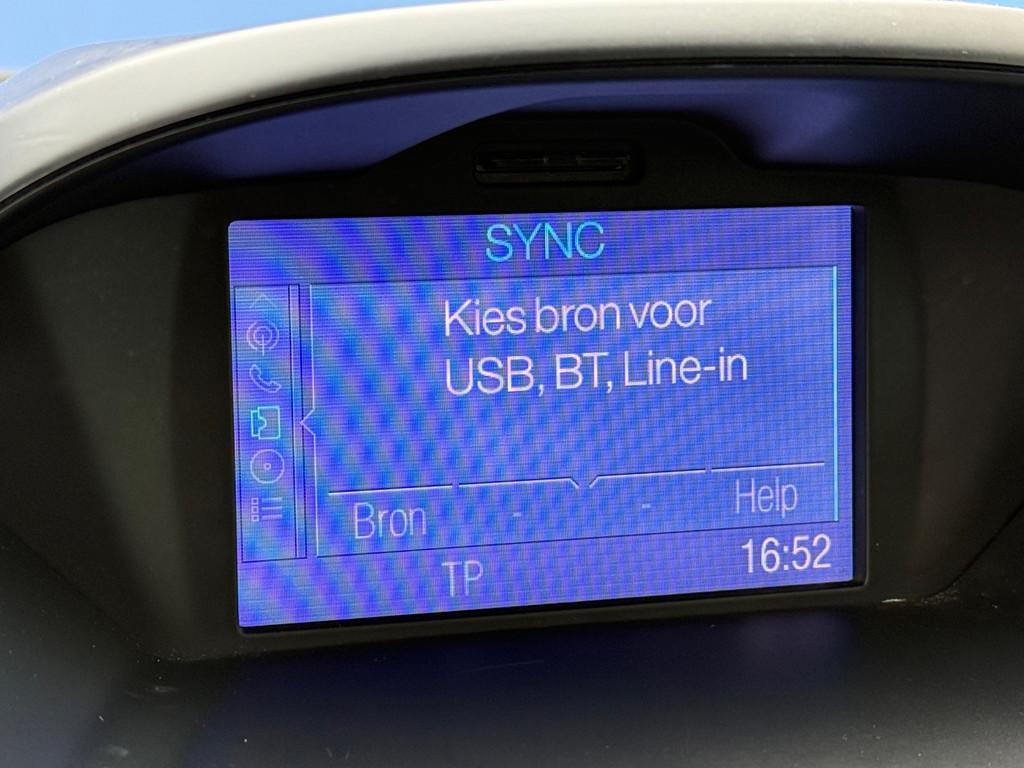 SYNC
Kies bron voor
USB, BT, Line-in
Bron - - Help
TP 16:52